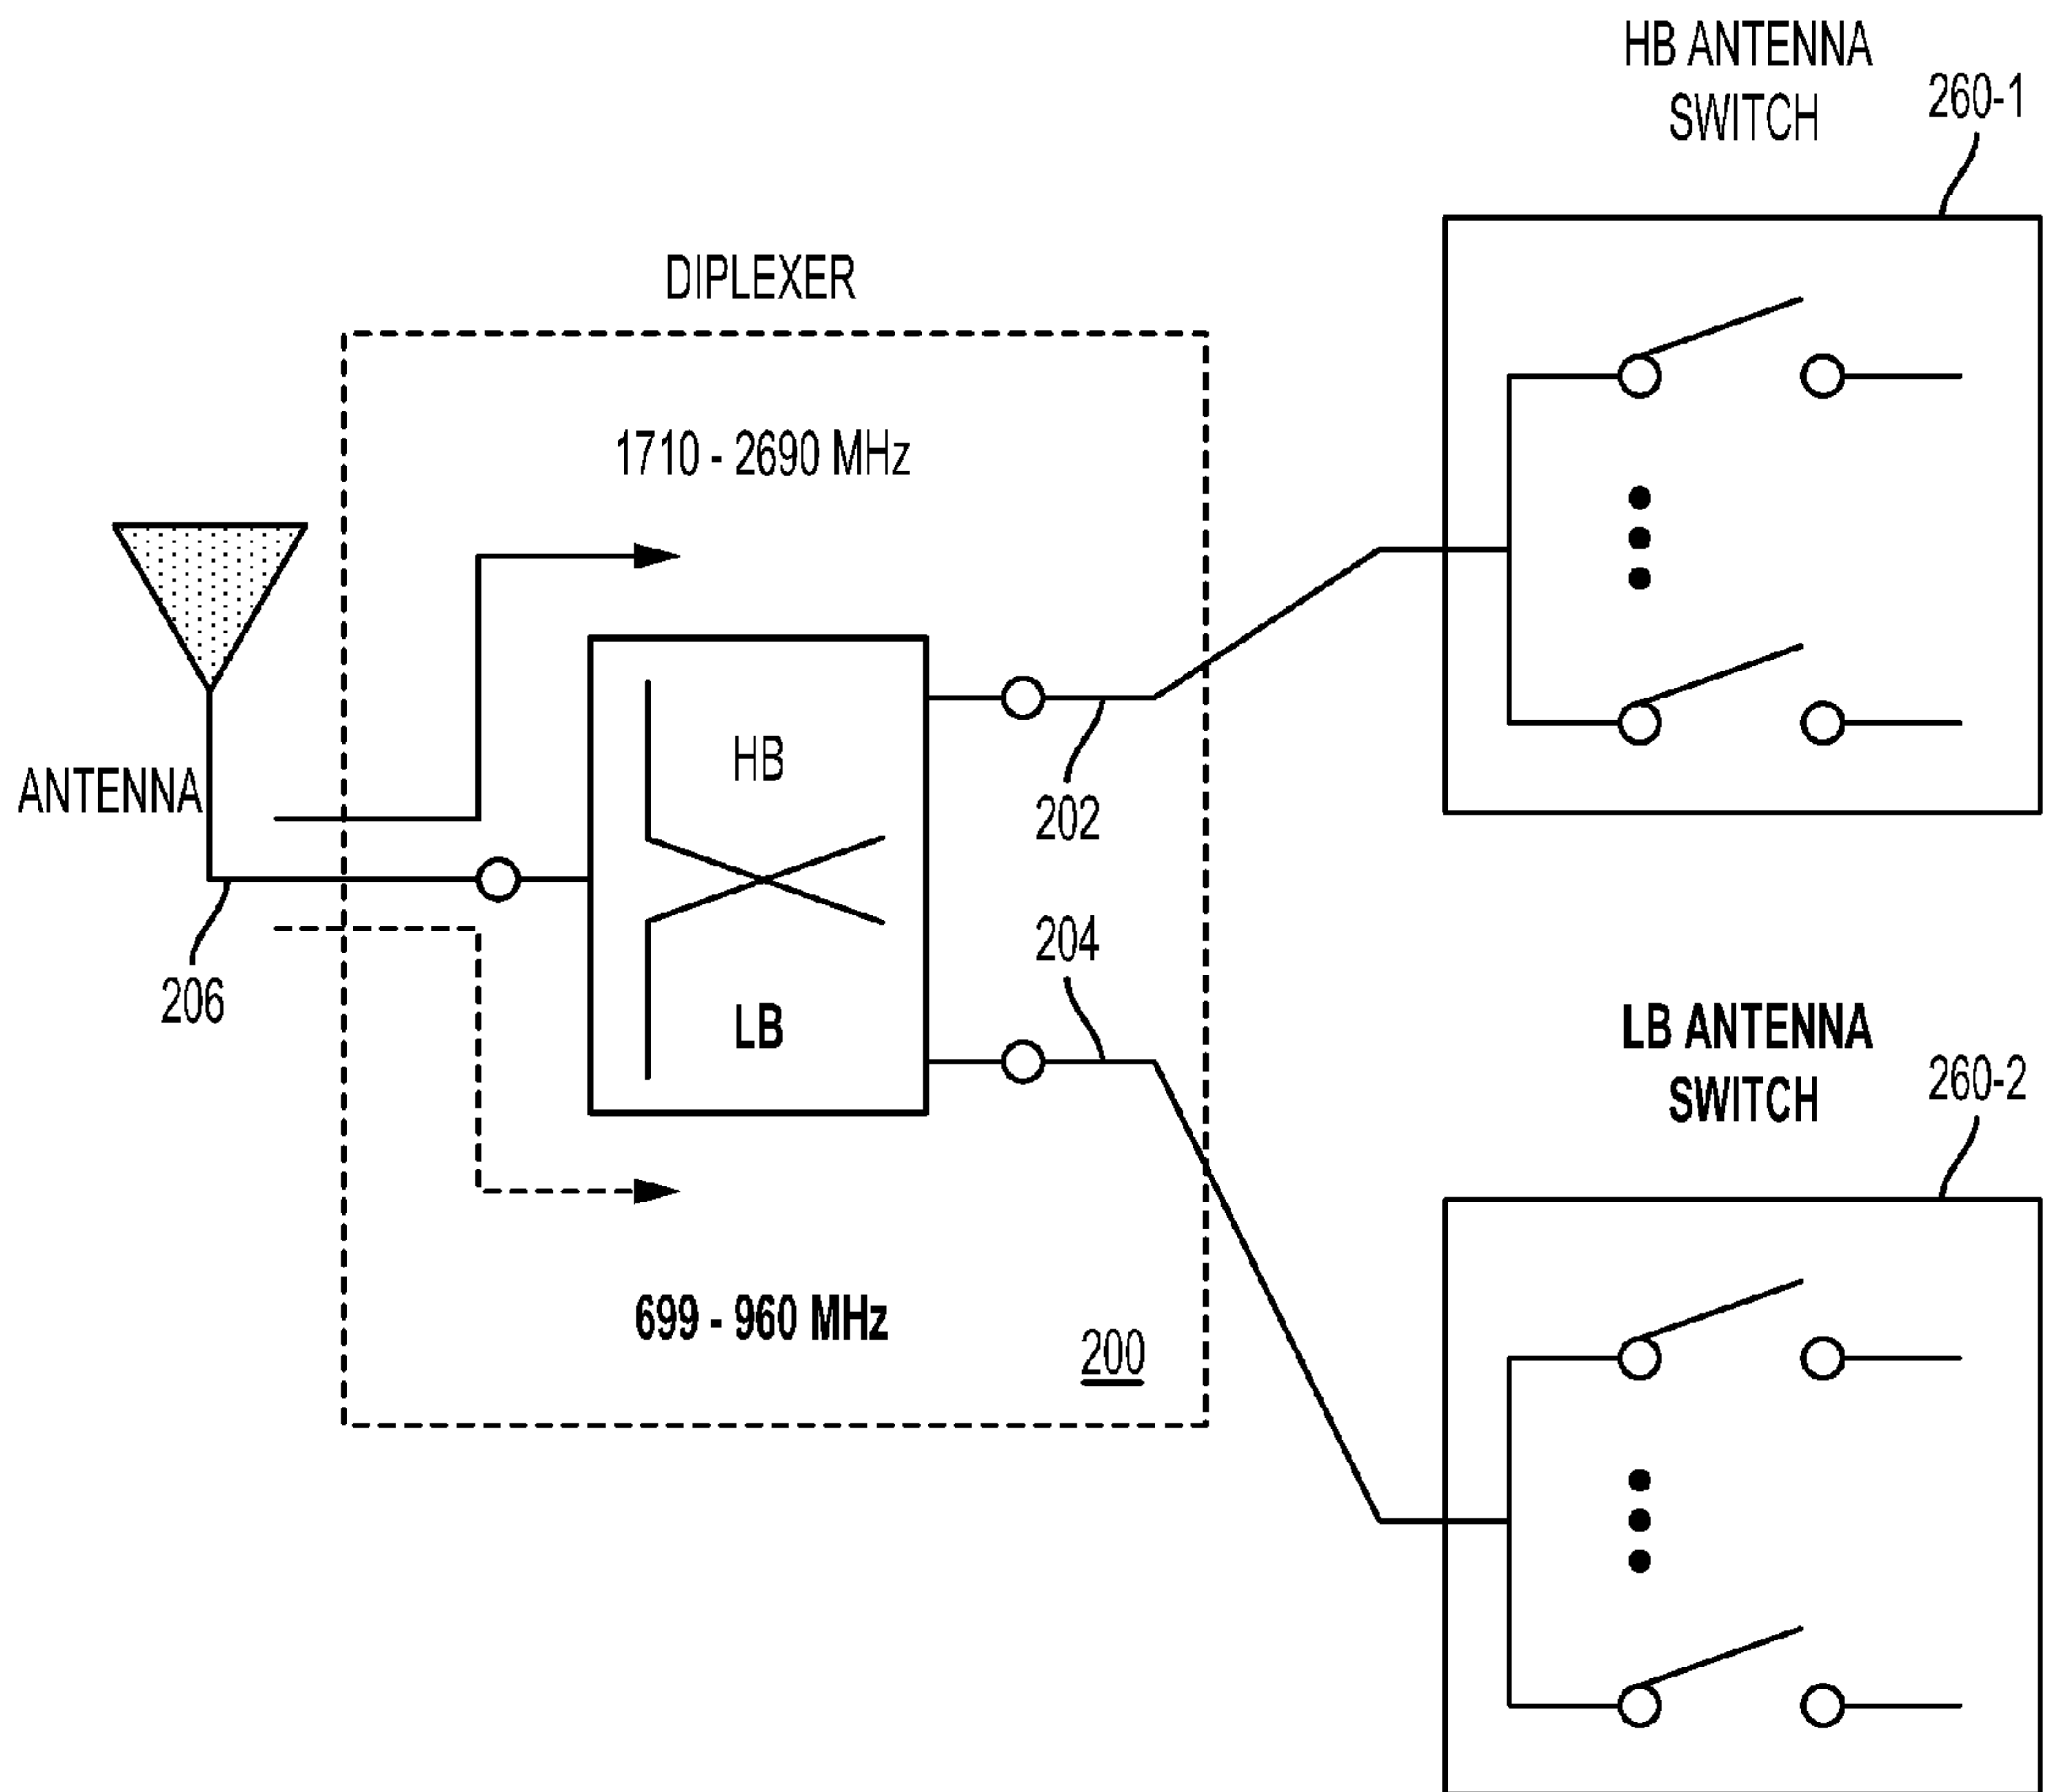 HB ANTENNA
SWITCH
260-1
DIPLEXER
1710 - 2690 MHz
HB
ANTENNA
202
204
206
LB
LB ANTENNA
SWITCH
260-2
699 - 960 MHz
200